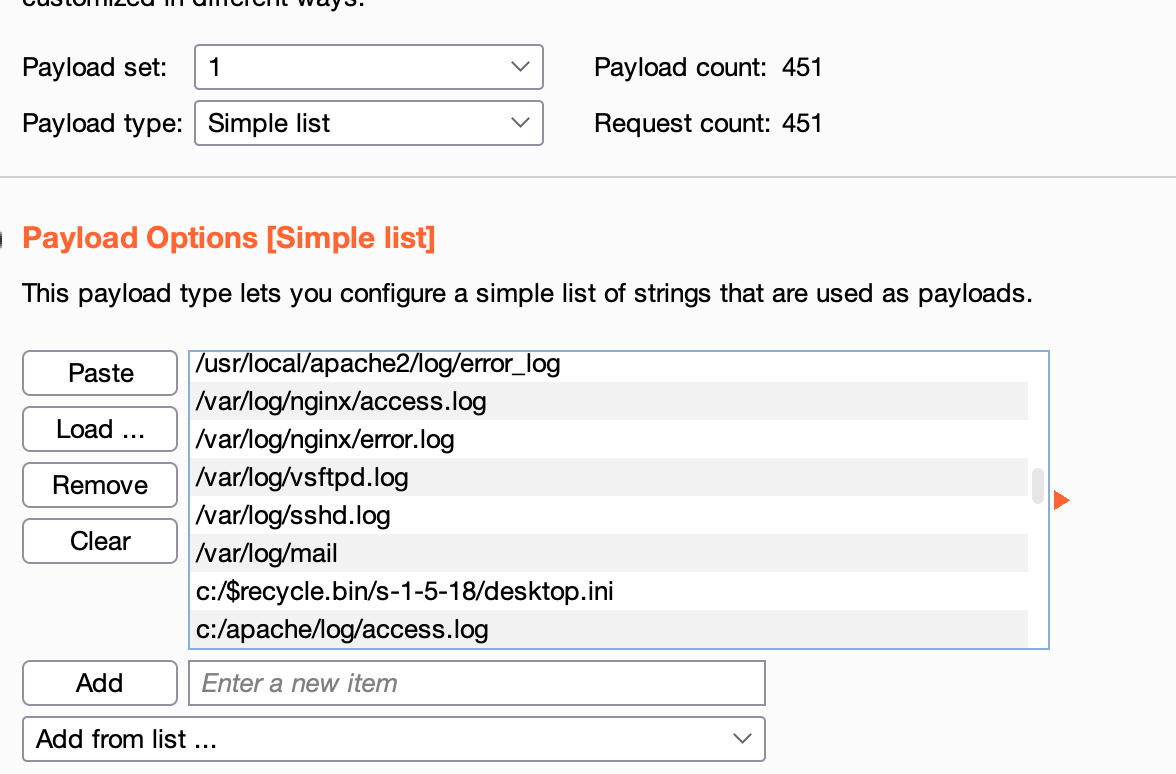 customized in different ways.
Payload set: 1 Payload count: 451
Payload type: Simple list Request count: 451
Payload Options [Simple list]
This payload type lets you configure a simple list of strings that are used as payloads.
Paste
Load ...
Remove
Clear
/usr/local/apache2/log/error_log
/var/log/nginx/access.log
/var/log/nginx/error.log
/var/log/vsftpd.log
/var/log/sshd.log
/var/log/mail
c:/$recycle.bin/s-1-5-18/desktop.ini
c:/apache/log/access.log
Add Enter a new item
Add from list ...